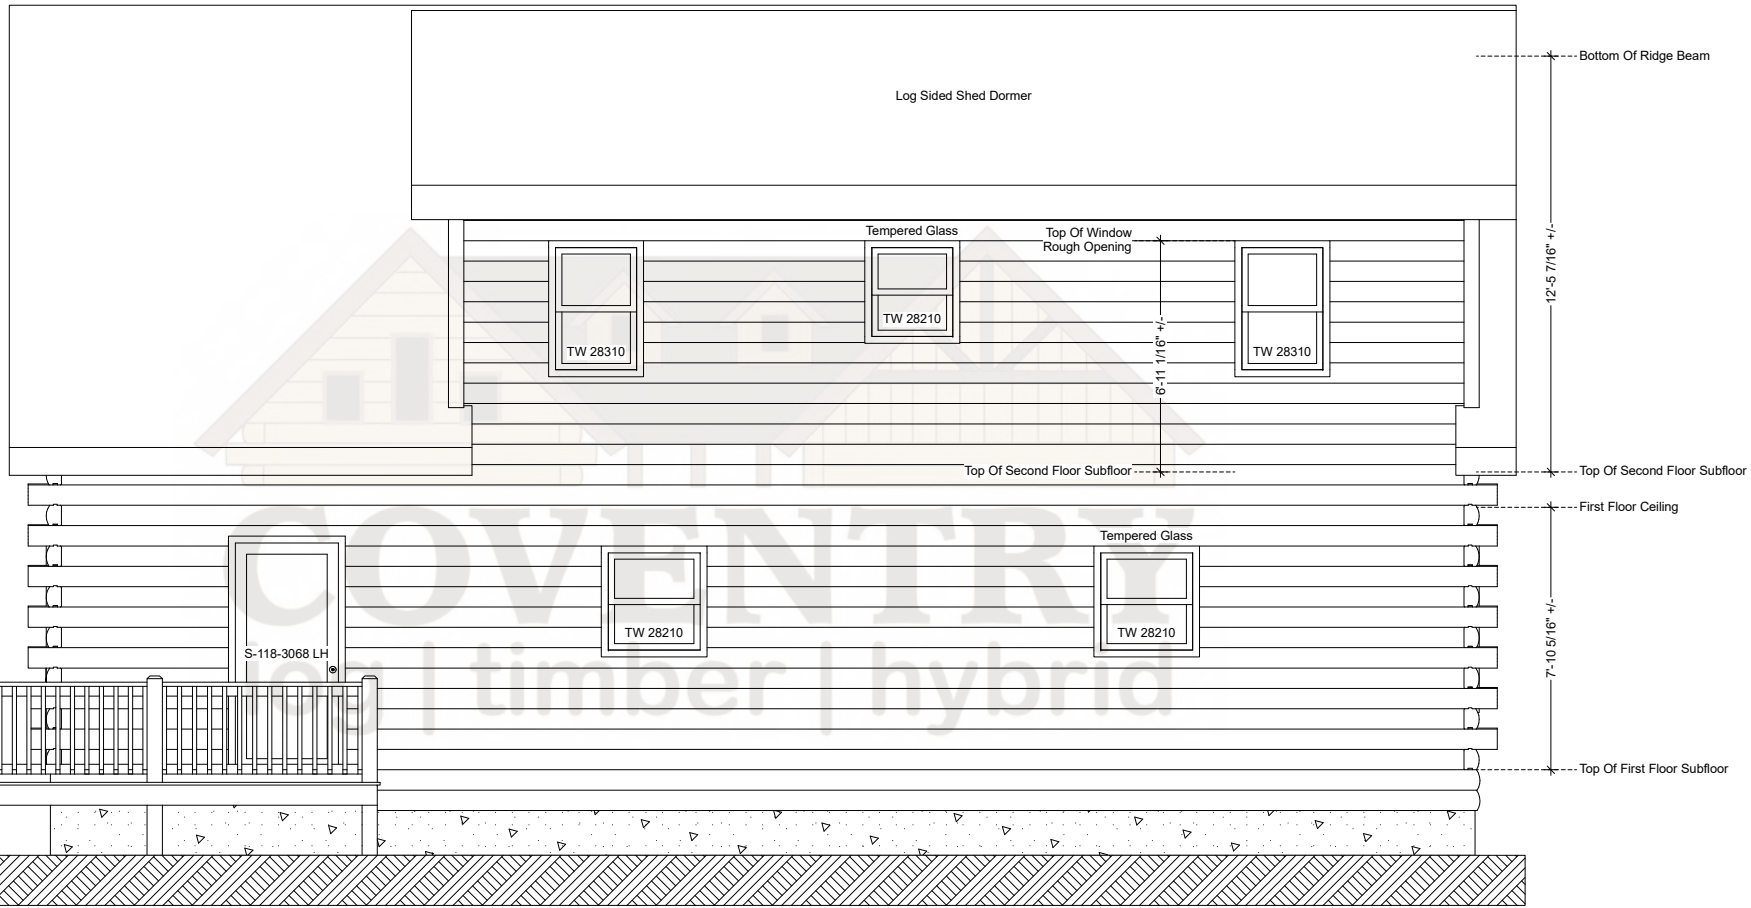 Bottom Of Ridge Beam
Log Sided Shed Dormer
12'-5 7/16" +/-
Tempered Glass
Top Of Window
Rough Opening
TW 28310
TW 28210
TW 28310
6'-11 1/16" +/-
Top Of Second Floor Subfloor
Top Of Second Floor Subfloor
First Floor Ceiling
COVENTRY
log | timber | hybrid
Tempered Glass
S-118-3068 LH
TW 28210
TW 28210
7'-10 5/16" +/-
Top Of First Floor Subfloor